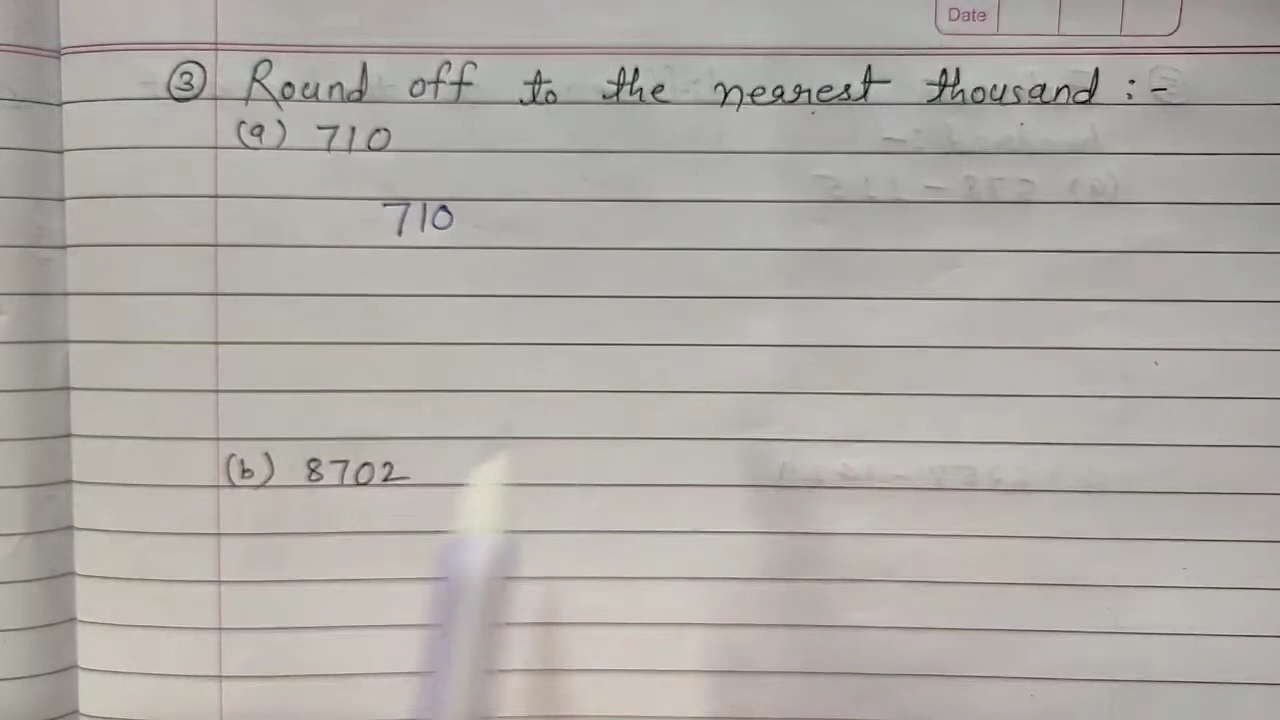 Date
③ Round off to the nearest thousand :-
(a) 710
710
(b) 8702